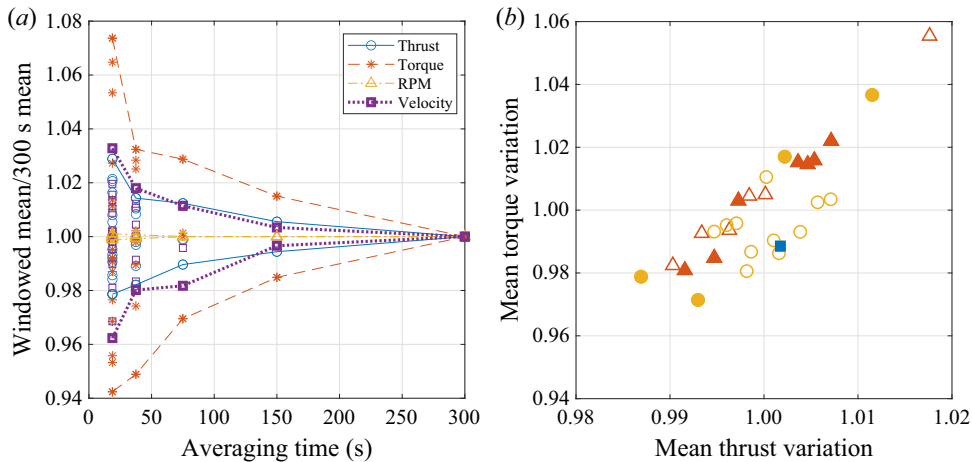 (a)
1.08
1.06
1.04
1.02
1.00
0.98
0.96
0.94
Windowed mean/300 s mean
0
50
100
150
200
250
300
Averaging time (s)
Thrust
Torque
RPM
Velocity
(b)
1.06
1.04
1.02
1.00
0.98
0.96
0.94
Mean torque variation
0.98
0.99
1.00
1.01
1.02
Mean thrust variation